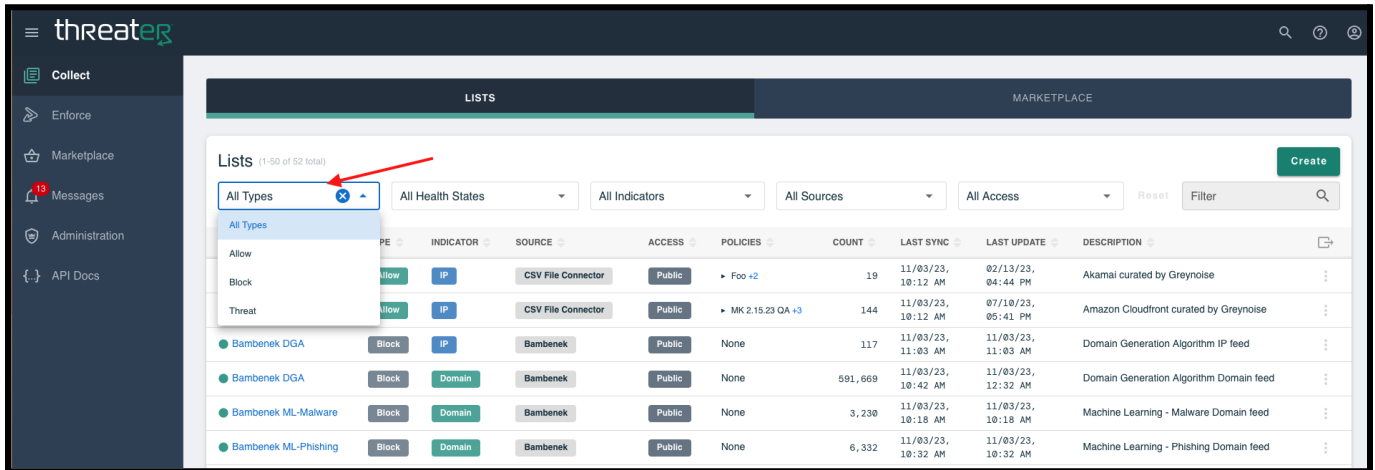 threater
Collect
Enforce
Marketplace
13
Messages
Administration
{...} API Docs
LISTS MARKETPLACE
Lists (1-50 of 52 total)
Create
All Types All Health States All Indicators All Sources All Access Reset Filter
All Types
Allow
Block
Threat
PE INDICATOR SOURCE ACCESS POLICIES COUNT LAST SYNC LAST UPDATE DESCRIPTION
Allow IP CSV File Connector Public Foo +2 19 11/03/23, 10:12 AM 02/13/23, 04:44 PM Akamai curated by Greynoise
Allow IP CSV File Connector Public MK 2.15.23 QA +3 144 11/03/23, 10:12 AM 07/10/23, 05:41 PM Amazon Cloudfront curated by Greynoise
Bambenek DGA Block IP Bambenek Public None 117 11/03/23, 11:03 AM 11/03/23, 11:03 AM Domain Generation Algorithm IP feed
Bambenek DGA Block Domain Bambenek Public None 591,669 11/03/23, 10:42 AM 11/03/23, 12:32 AM Domain Generation Algorithm Domain feed
Bambenek ML-Malware Block Domain Bambenek Public None 3,230 11/03/23, 10:18 AM 11/03/23, 10:18 AM Machine Learning - Malware Domain feed
Bambenek ML-Phishing Block Domain Bambenek Public None 6,332 11/03/23, 10:32 AM 11/03/23, 10:32 AM Machine Learning - Phishing Domain feed